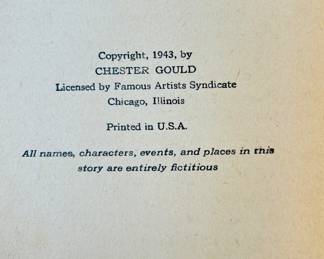 Copyright, 1943, by
CHESTER GOULD
Licensed by Famous Artists Syndicate
Chicago, Illinois
Printed in U.S.A.
All names, characters, events, and places in this
story are entirely fictitious